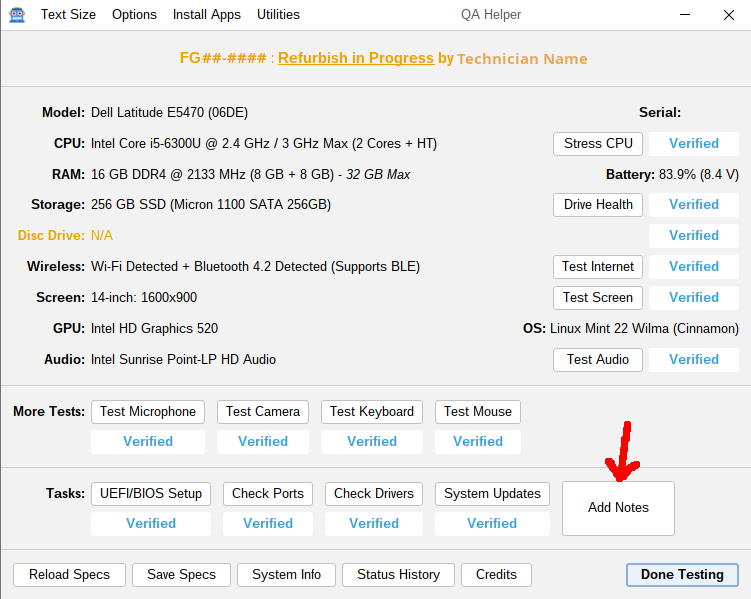 Text Size Options Install Apps Utilities QA Helper
FG##-#### : Refurbish in Progress by Technician Name
Model: Dell Latitude E5470 (06DE) Serial:
CPU: Intel Core i5-6300U @ 2.4 GHz / 3 GHz Max (2 Cores + HT) Stress CPU Verified
RAM: 16 GB DDR4 @ 2133 MHz (8 GB + 8 GB) - 32 GB Max Battery: 83.9% (8.4 V)
Storage: 256 GB SSD (Micron 1100 SATA 256GB) Drive Health Verified
Disc Drive: N/A Verified
Wireless: Wi-Fi Detected + Bluetooth 4.2 Detected (Supports BLE) Test Internet Verified
Screen: 14-inch: 1600x900 Test Screen Verified
GPU: Intel HD Graphics 520 OS: Linux Mint 22 Wilma (Cinnamon)
Audio: Intel Sunrise Point-LP HD Audio Test Audio Verified
More Tests: Test Microphone Test Camera Test Keyboard Test Mouse
Verified Verified Verified Verified
Tasks: UEFI/BIOS Setup Check Ports Check Drivers System Updates Add Notes
Verified Verified Verified Verified
Reload Specs Save Specs System Info Status History Credits Done Testing